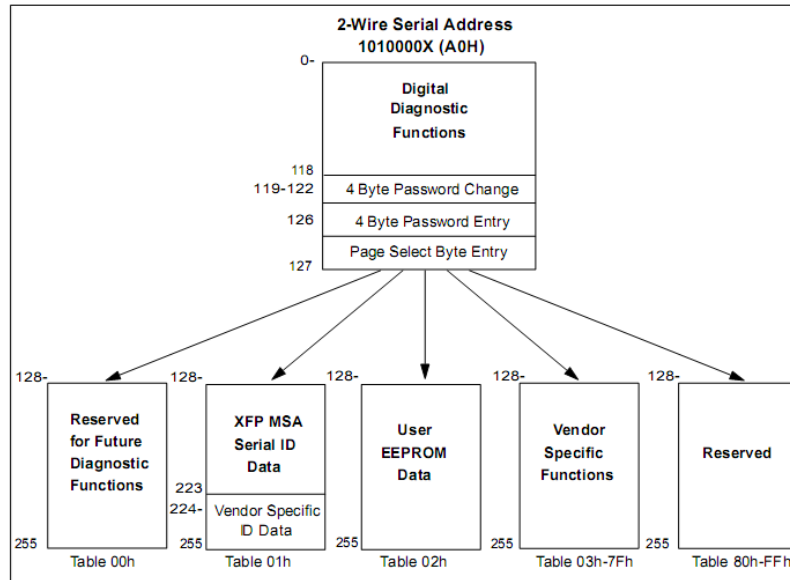 2-Wire Serial Address
1010000X (A0H)
0-
Digital
Diagnostic
Functions
118
119-122
4 Byte Password Change
126
4 Byte Password Entry
Page Select Byte Entry
127
128-
Reserved
for Future
Diagnostic
Functions
255
Table 00h
128-
XFP MSA
Serial ID
Data
223
224-
Vendor Specific
ID Data
255
Table 01h
128-
User
EEPROM
Data
255
Table 02h
128-
Vendor
Specific
Functions
255
Table 03h-7Fh
128-
Reserved
255
Table 80h-FFh